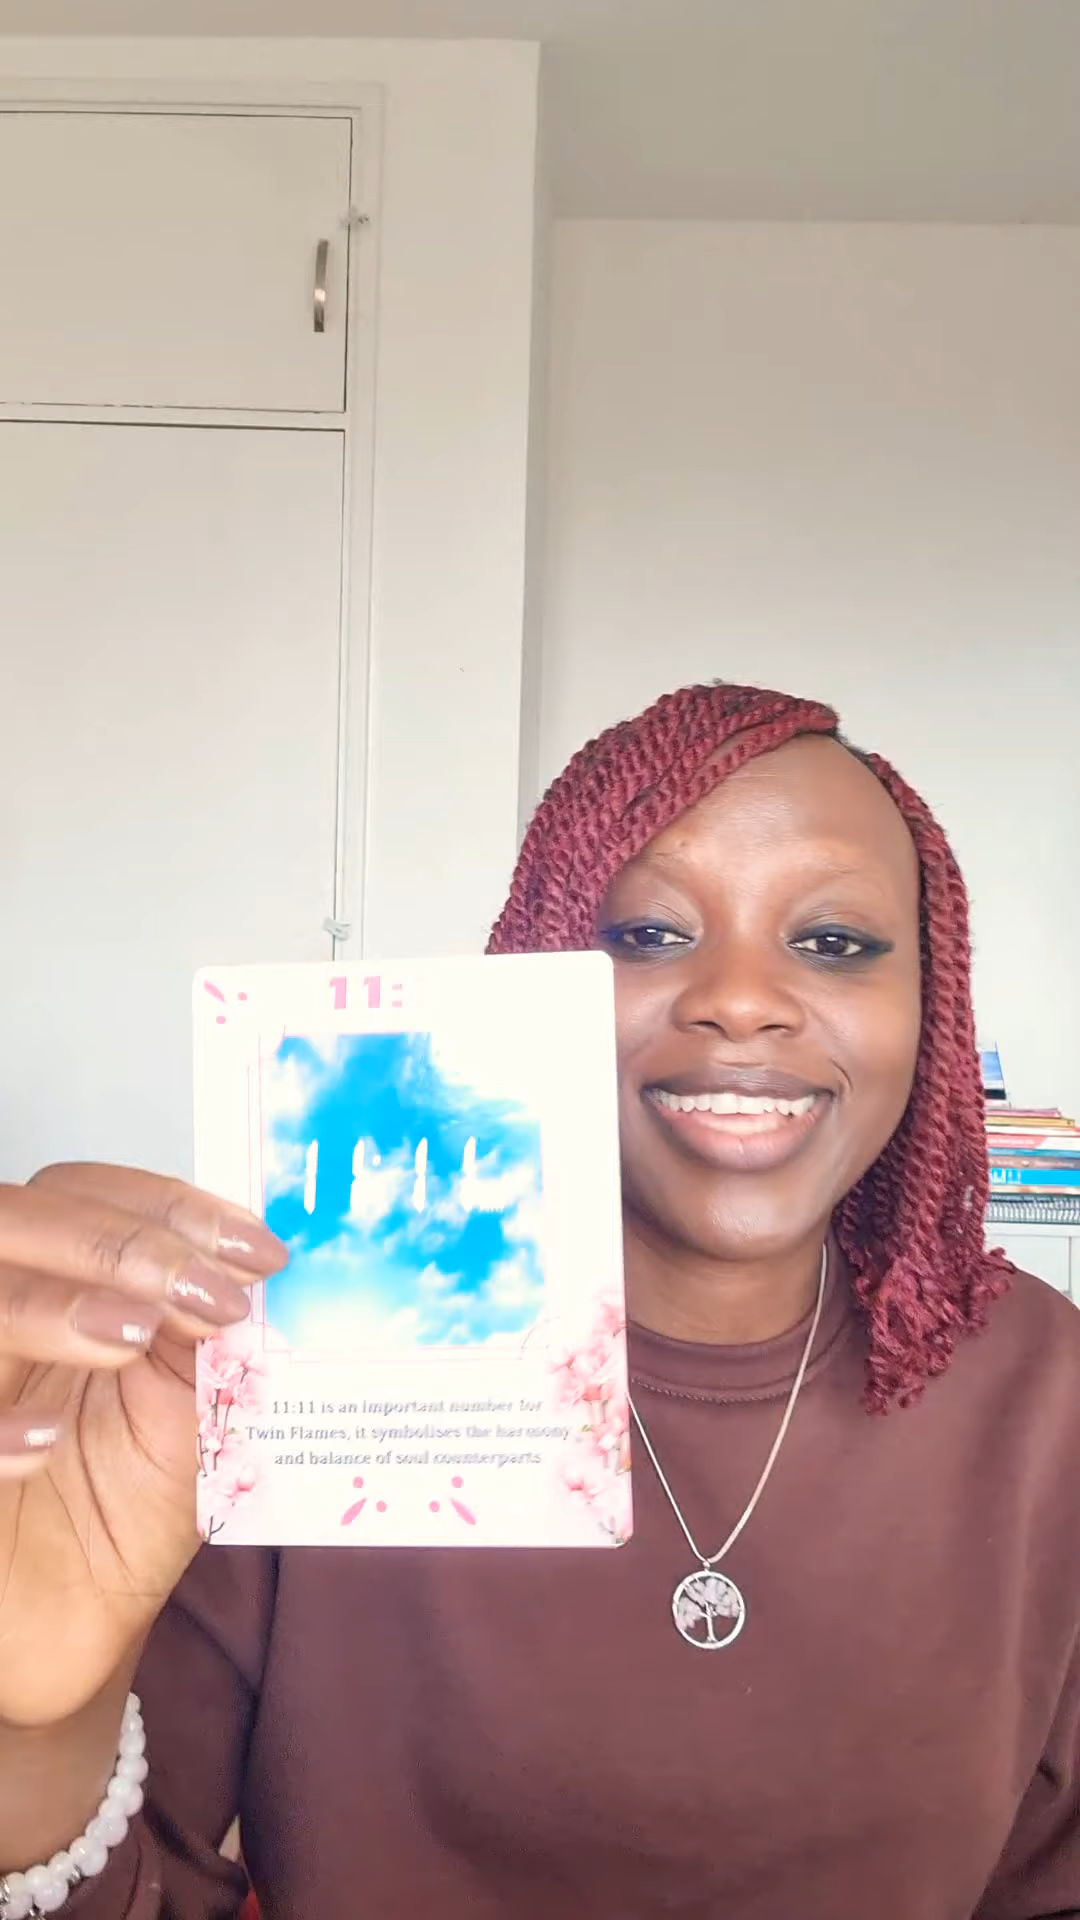 11:
11:11
11:11 is an important number for
Twin Flames, it symbolises the harmony
and balance of soul counterparts